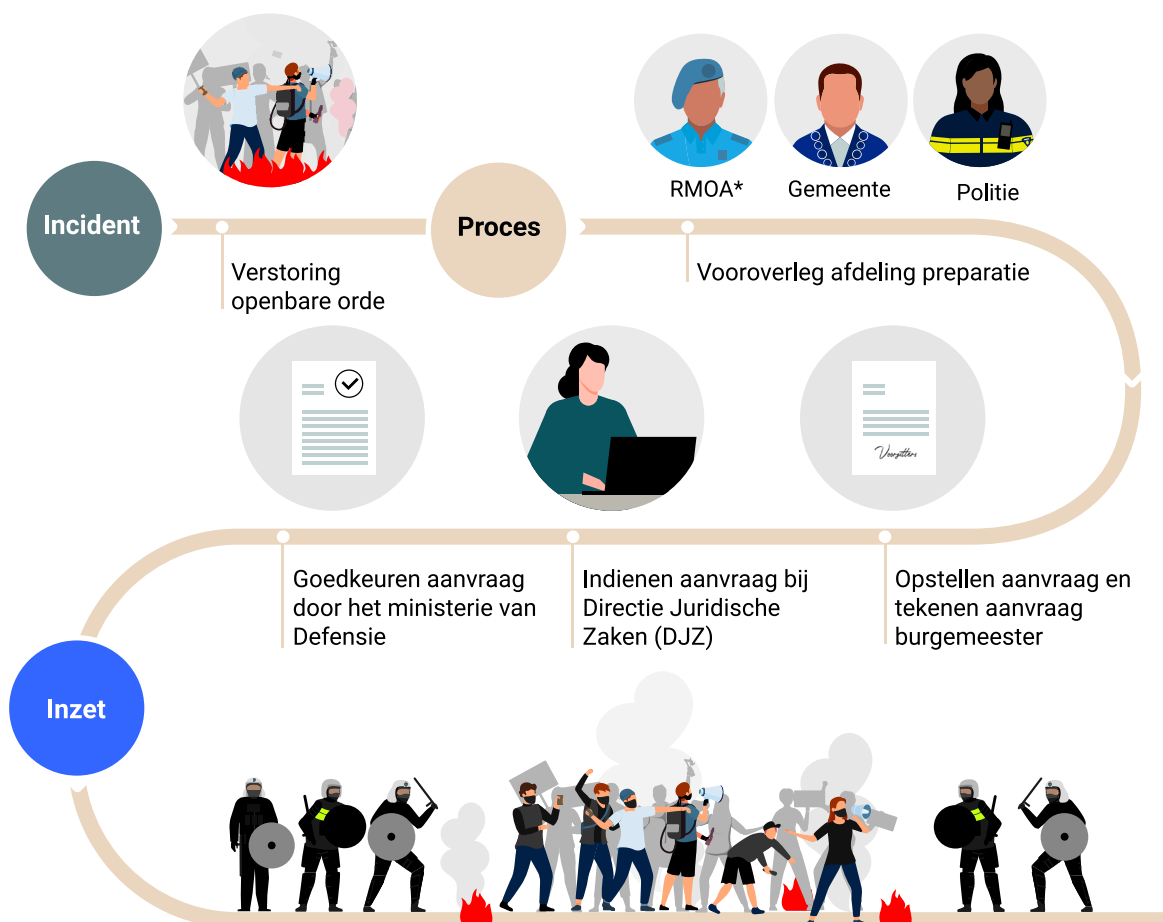 Incident
Verstoring
openbare orde
Proces
RMOA*
Gemeente
Politie
Vooroverleg afdeling preparatie
Voorzitters
Opstellen aanvraag en
tekenen aanvraag
burgemeester
Indienen aanvraag bij
Directie Juridische
Zaken (DJZ)
Goedkeuren aanvraag
door het ministerie van
Defensie
Inzet